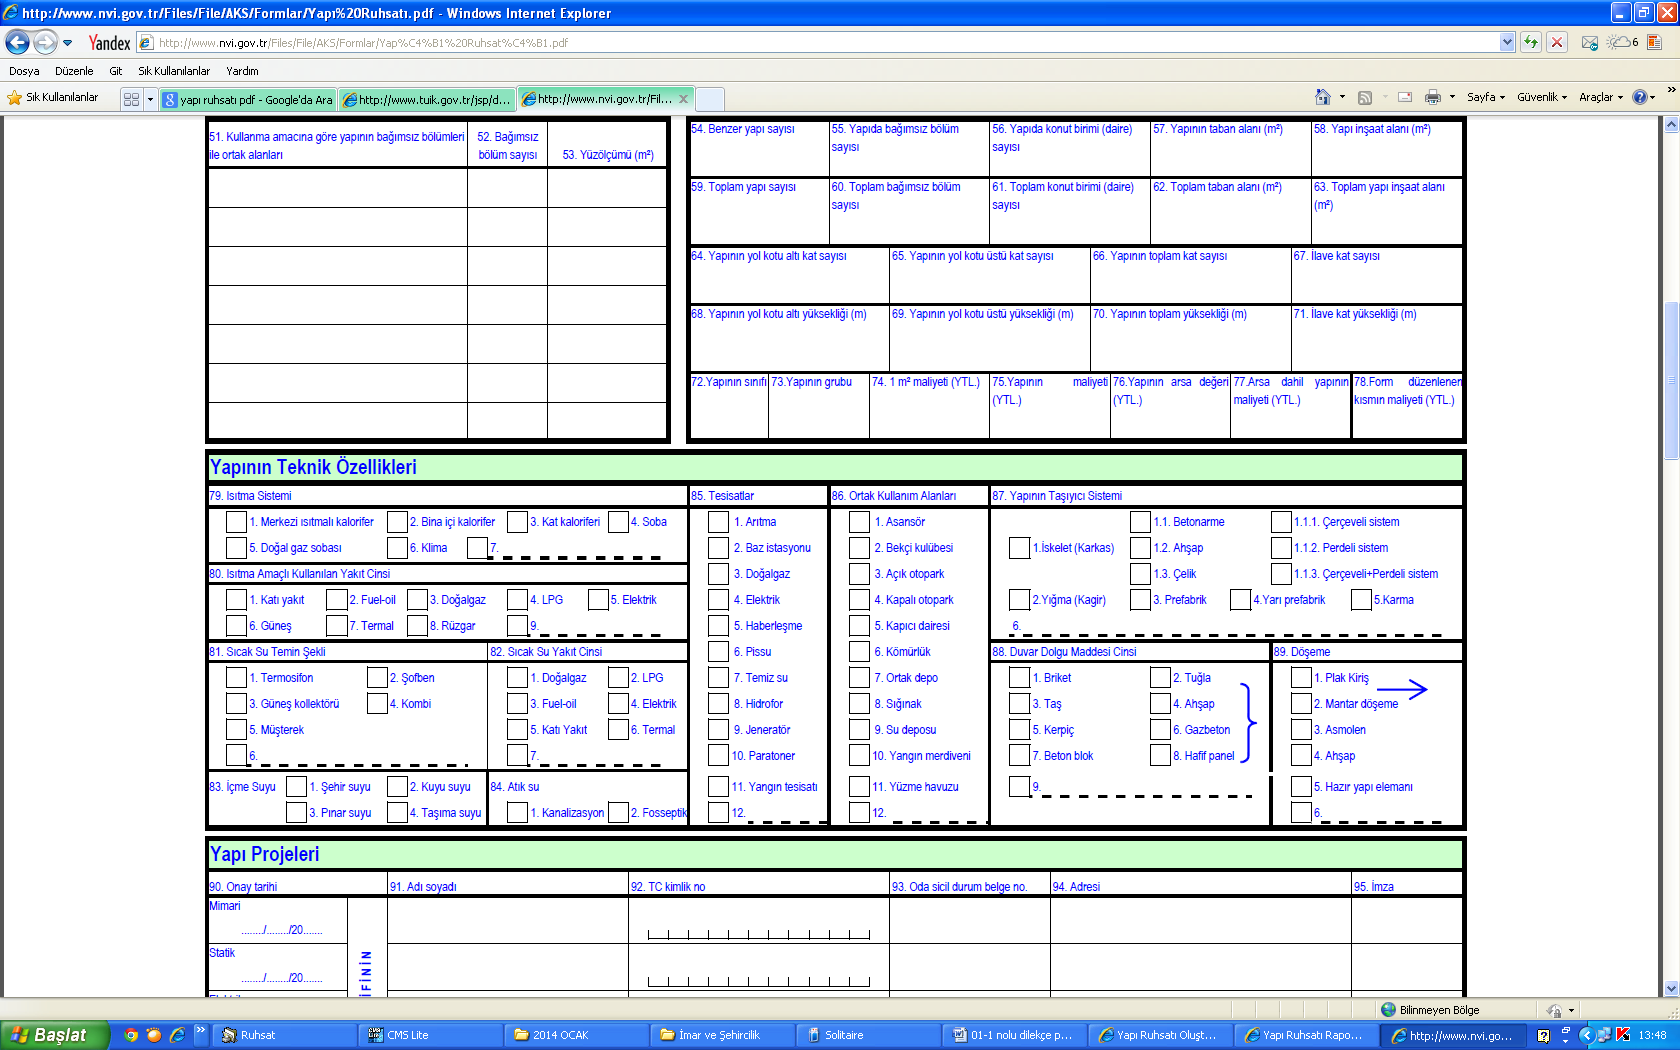 http://www.nvi.gov.tr/Files/File/AKS/Formlar/Yapı%20Ruhsatı.pdf - Windows Internet Explorer
Yandex
http://www.nvi.gov.tr/Files/File/AKS/Formlar/Yap%C4%B1%20Ruhsat%C4%B1.pdf
6
Dosya Düzenle Git Sık Kullanılanlar Yardım
Sık Kullanılanlar
yapı ruhsatı pdf - Google'da Ara
http://www.tuik.gov.tr/jsp/d...
http://www.nvi.gov.tr/Fil...
Sayfa Güvenlik Araçlar
51. Kullanma amacına göre yapının bağımsız bölümleri
ile ortak alanları
52. Bağımsız
bölüm sayısı
53. Yüzölçümü (m²)
54. Benzer yapı sayısı
55. Yapıda bağımsız bölüm
sayısı
56. Yapıda konut birimi (daire)
sayısı
57. Yapının taban alanı (m²)
58. Yapı inşaat alanı (m²)
59. Toplam yapı sayısı
60. Toplam bağımsız bölüm
sayısı
61. Toplam konut birimi (daire)
sayısı
62. Toplam taban alanı (m²)
63. Toplam yapı inşaat alanı
(m²)
64. Yapının yol kotu altı kat sayısı
65. Yapının yol kotu üstü kat sayısı
66. Yapının toplam kat sayısı
67. İlave kat sayısı
68. Yapının yol kotu altı yüksekliği (m)
69. Yapının yol kotu üstü yüksekliği (m)
70. Yapının toplam yüksekliği (m)
71. İlave kat yüksekliği (m)
72.Yapının sınıfı
73.Yapının grubu
74. 1 m² maliyeti (YTL.)
75.Yapının maliyeti
(YTL.)
76.Yapının arsa değeri
(YTL.)
77.Arsa dahil yapının
maliyeti (YTL.)
78.Form düzenlenen
kısmın maliyeti (YTL.)
Yapının Teknik Özellikleri
79. Isıtma Sistemi
1. Merkezi ısıtmalı kalorifer 2. Bina içi kalorifer 3. Kat kaloriferi 4. Soba
5. Doğal gaz sobası 6. Klima 7.
80. Isıtma Amaçlı Kullanılan Yakıt Cinsi
1. Katı yakıt 2. Fuel-oil 3. Doğalgaz 4. LPG 5. Elektrik
6. Güneş 7. Termal 8. Rüzgar 9.
81. Sıcak Su Temin Şekli
1. Termosifon 2. Şofben
3. Güneş kollektörü 4. Kombi
5. Müşterek
6.
82. Sıcak Su Yakıt Cinsi
1. Doğalgaz 2. LPG
3. Fuel-oil 4. Elektrik
5. Katı Yakıt 6. Termal
7.
83. İçme Suyu 1. Şehir suyu 2. Kuyu suyu
3. Pınar suyu 4. Taşıma suyu
84. Atık su
1. Kanalizasyon 2. Fosseptik
85. Tesisatlar
1. Arıtma
2. Baz istasyonu
3. Doğalgaz
4. Elektrik
5. Haberleşme
6. Pissu
7. Temiz su
8. Hidrofor
9. Jeneratör
10. Paratoner
11. Yangın tesisatı
12.
86. Ortak Kullanım Alanları
1. Asansör
2. Bekçi kulübesi
3. Açık otopark
4. Kapalı otopark
5. Kapıcı dairesi
6. Kömürlük
7. Ortak depo
8. Sığınak
9. Su deposu
10. Yangın merdiveni
11. Yüzme havuzu
12.
87. Yapının Taşıyıcı Sistemi
1.1. Betonarme 1.1.1. Çerçeveli sistem
1.İskelet (Karkas) 1.2. Ahşap 1.1.2. Perdeli sistem
1.3. Çelik 1.1.3. Çerçeveli+Perdeli sistem
2.Yığma (Kagir) 3. Prefabrik 4.Yarı prefabrik 5.Karma
6.
88. Duvar Dolgu Maddesi Cinsi
1. Briket 2. Tuğla
3. Taş 4. Ahşap
5. Kerpiç 6. Gazbeton
7. Beton blok 8. Hafif panel
9.
89. Döşeme
1. Plak Kiriş
2. Mantar döşeme
3. Asmolen
4. Ahşap
5. Hazır yapı elemanı
6.
Yapı Projeleri
90. Onay tarihi 91. Adı soyadı 92. TC kimlik no 93. Oda sicil durum belge no. 94. Adresi 95. İmza
Mimari
......../......../20.......
Statik
......../......../20.......
İFİNİN
Bilinmeyen Bölge
Başlat
Ruhsat
CMS Lite
2014 OCAK
İmar ve Şehircilik
Solitaire
01-1 nolu dilekçe p...
Yapı Ruhsatı Oluşt...
Yapı Ruhsatı Rapo...
http://www.nvi.go...
13:48